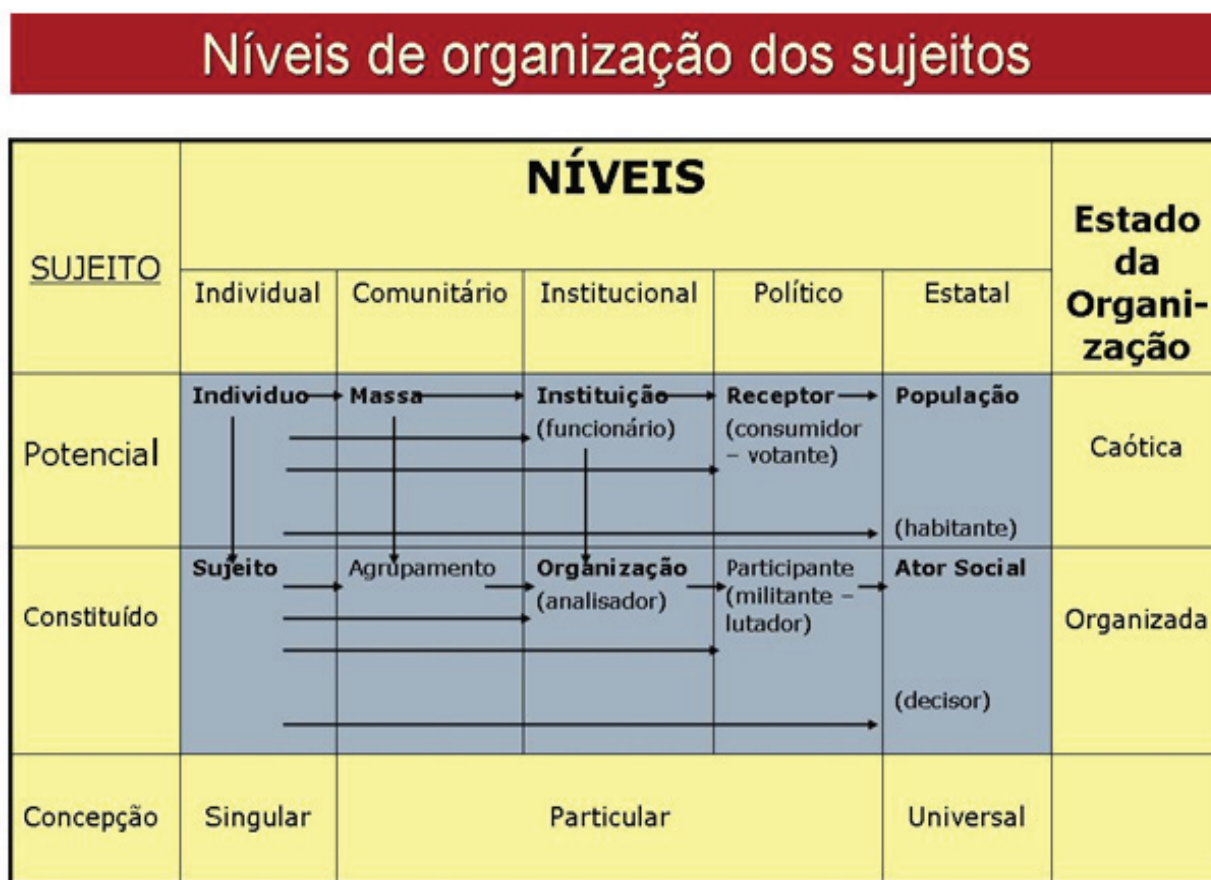 Níveis de organização dos sujeitos
SUJEITO
NÍVEIS
Estado
da
Organi-
zação
Individual
Comunitário
Institucional
Político
Estatal
Potencial
Individuo
Massa
Instituição
(funcionário)
Receptor
(consumidor
– votante)
População
(habitante)
Caótica
Constituído
Sujeito
Agrupamento
Organização
(analisador)
Participante
(militante –
lutador)
Ator Social
(decisor)
Organizada
Concepção
Singular
Particular
Universal